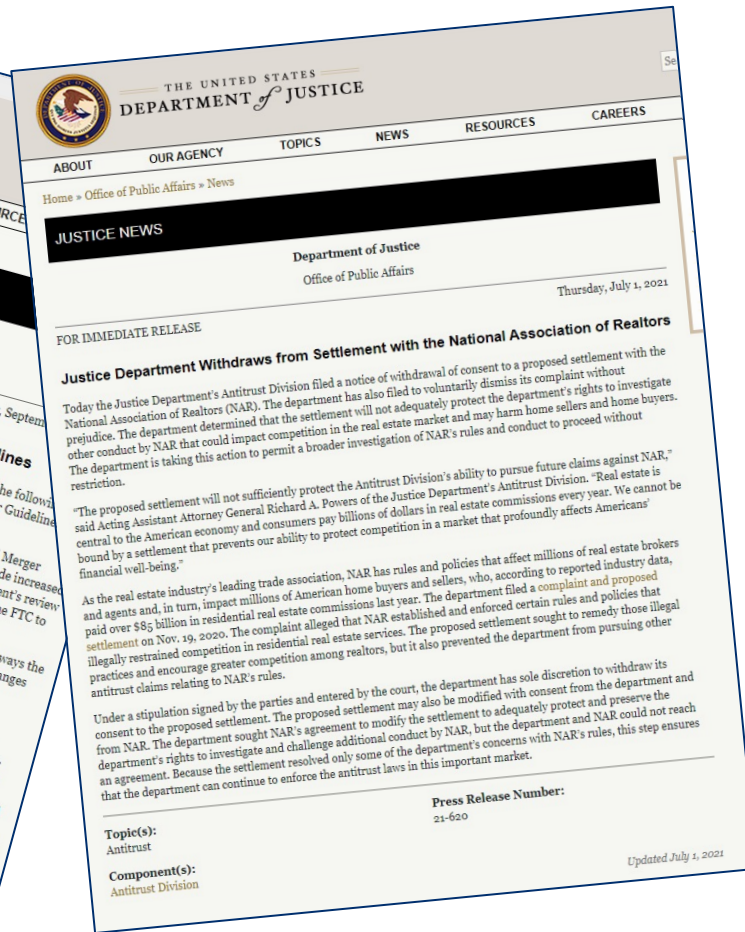 RCE
, Septem
lines
he followi
r Guideline
Merger
de increased
ent's review
e FTC to
ways the
anges
THE UNITED STATES
DEPARTMENT of JUSTICE
Se
ABOUT OUR AGENCY TOPICS NEWS RESOURCES CAREERS
Home » Office of Public Affairs » News
JUSTICE NEWS
Department of Justice
Office of Public Affairs
FOR IMMEDIATE RELEASE Thursday, July 1, 2021
Justice Department Withdraws from Settlement with the National Association of Realtors
Today the Justice Department's Antitrust Division filed a notice of withdrawal of consent to a proposed settlement with the
National Association of Realtors (NAR). The department has also filed to voluntarily dismiss its complaint without
prejudice. The department determined that the settlement will not adequately protect the department's rights to investigate
other conduct by NAR that could impact competition in the real estate market and may harm home sellers and home buyers.
The department is taking this action to permit a broader investigation of NAR's rules and conduct to proceed without
restriction.
“The proposed settlement will not sufficiently protect the Antitrust Division's ability to pursue future claims against NAR,”
said Acting Assistant Attorney General Richard A. Powers of the Justice Department's Antitrust Division. “Real estate is
central to the American economy and consumers pay billions of dollars in real estate commissions every year. We cannot be
bound by a settlement that prevents our ability to protect competition in a market that profoundly affects Americans'
financial well-being.”
As the real estate industry's leading trade association, NAR has rules and policies that affect millions of real estate brokers
and agents and, in turn, impact millions of American home buyers and sellers, who, according to reported industry data,
paid over $85 billion in residential real estate commissions last year. The department filed a complaint and proposed
settlement on Nov. 19, 2020. The complaint alleged that NAR established and enforced certain rules and policies that
illegally restrained competition in residential real estate services. The proposed settlement sought to remedy those illegal
practices and encourage greater competition among realtors, but it also prevented the department from pursuing other
antitrust claims relating to NAR's rules.
Under a stipulation signed by the parties and entered by the court, the department has sole discretion to withdraw its
consent to the proposed settlement. The proposed settlement may also be modified with consent from the department and
from NAR. The department sought NAR's agreement to modify the settlement to adequately protect and preserve the
department's rights to investigate and challenge additional conduct by NAR, but the department and NAR could not reach
an agreement. Because the settlement resolved only some of the department's concerns with NAR's rules, this step ensures
that the department can continue to enforce the antitrust laws in this important market.
Topic(s):
Antitrust
Press Release Number:
21-620
Component(s):
Antitrust Division
Updated July 1, 2021